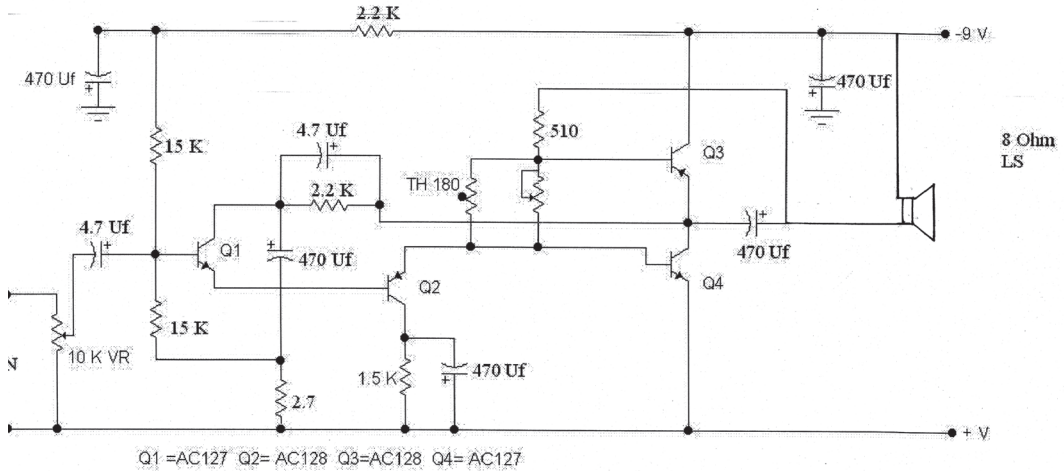 2.2 K
-9 V
470 Uf
+
470 Uf
+
4.7 Uf
+
510
8 Ohm
LS
15 K
Q3
TH 180
2.2 K
4.7 Uf
+
Q1
+
470 Uf
+
470 Uf
Q2
Q4
15 K
N
10 K VR
1.5 K
470 Uf
+
2.7
+ V
Q1 =AC127 Q2= AC128 Q3=AC128 Q4= AC127